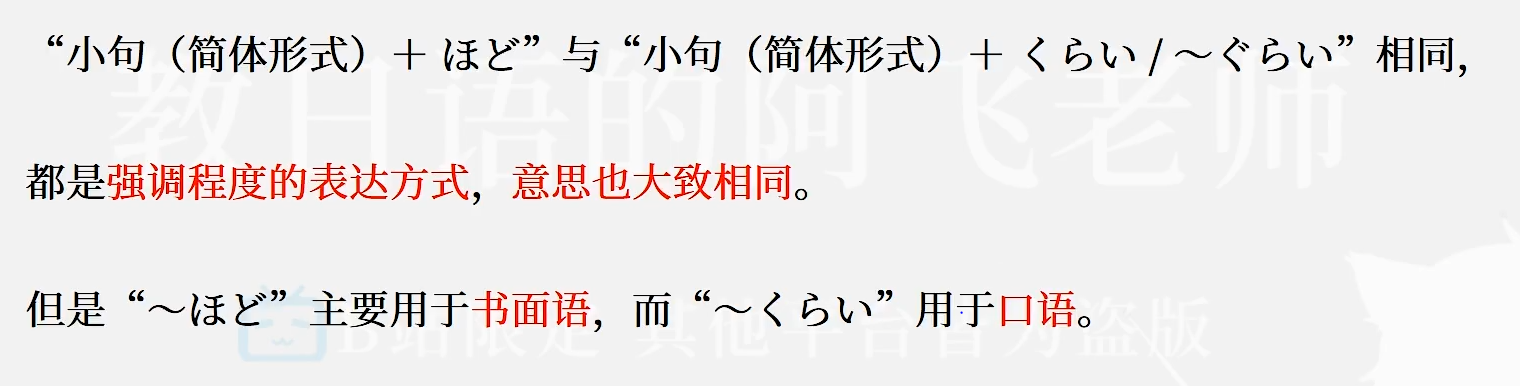 “小句（简体形式）＋ ほど”与“小句（简体形式）＋ くらい / ～ぐらい”相同，
都是强调程度的表达方式，意思也大致相同。
但是“～ほど”主要用于书面语，而“～くらい”用于口语。
教日语的阿飞老师
B站限定 其他平台皆为盗版